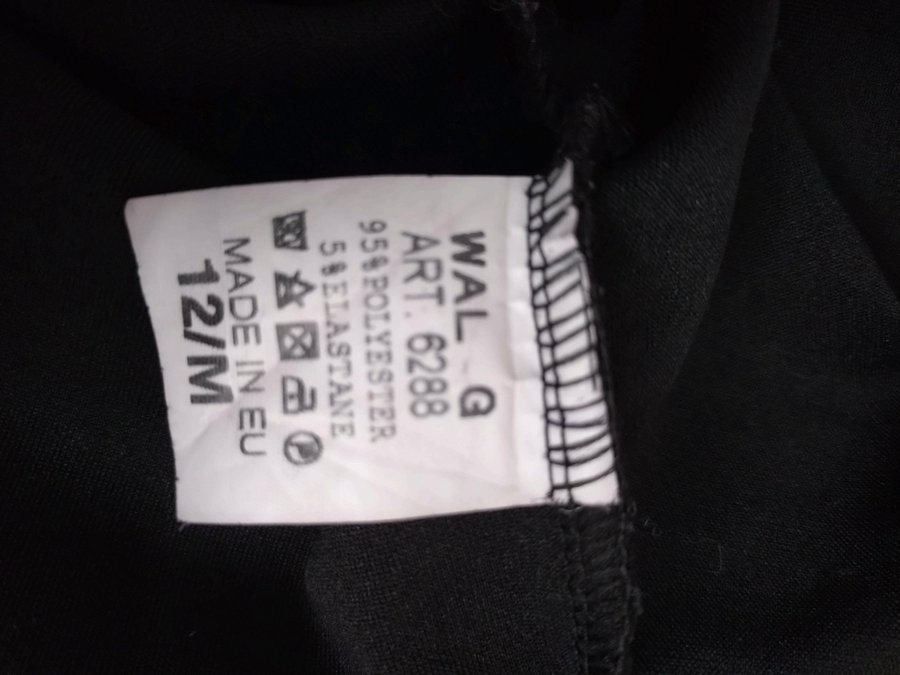 WAL G
ART. 6288
95%POLYESTER
5%ELASTANE
MADE IN EU
12/M